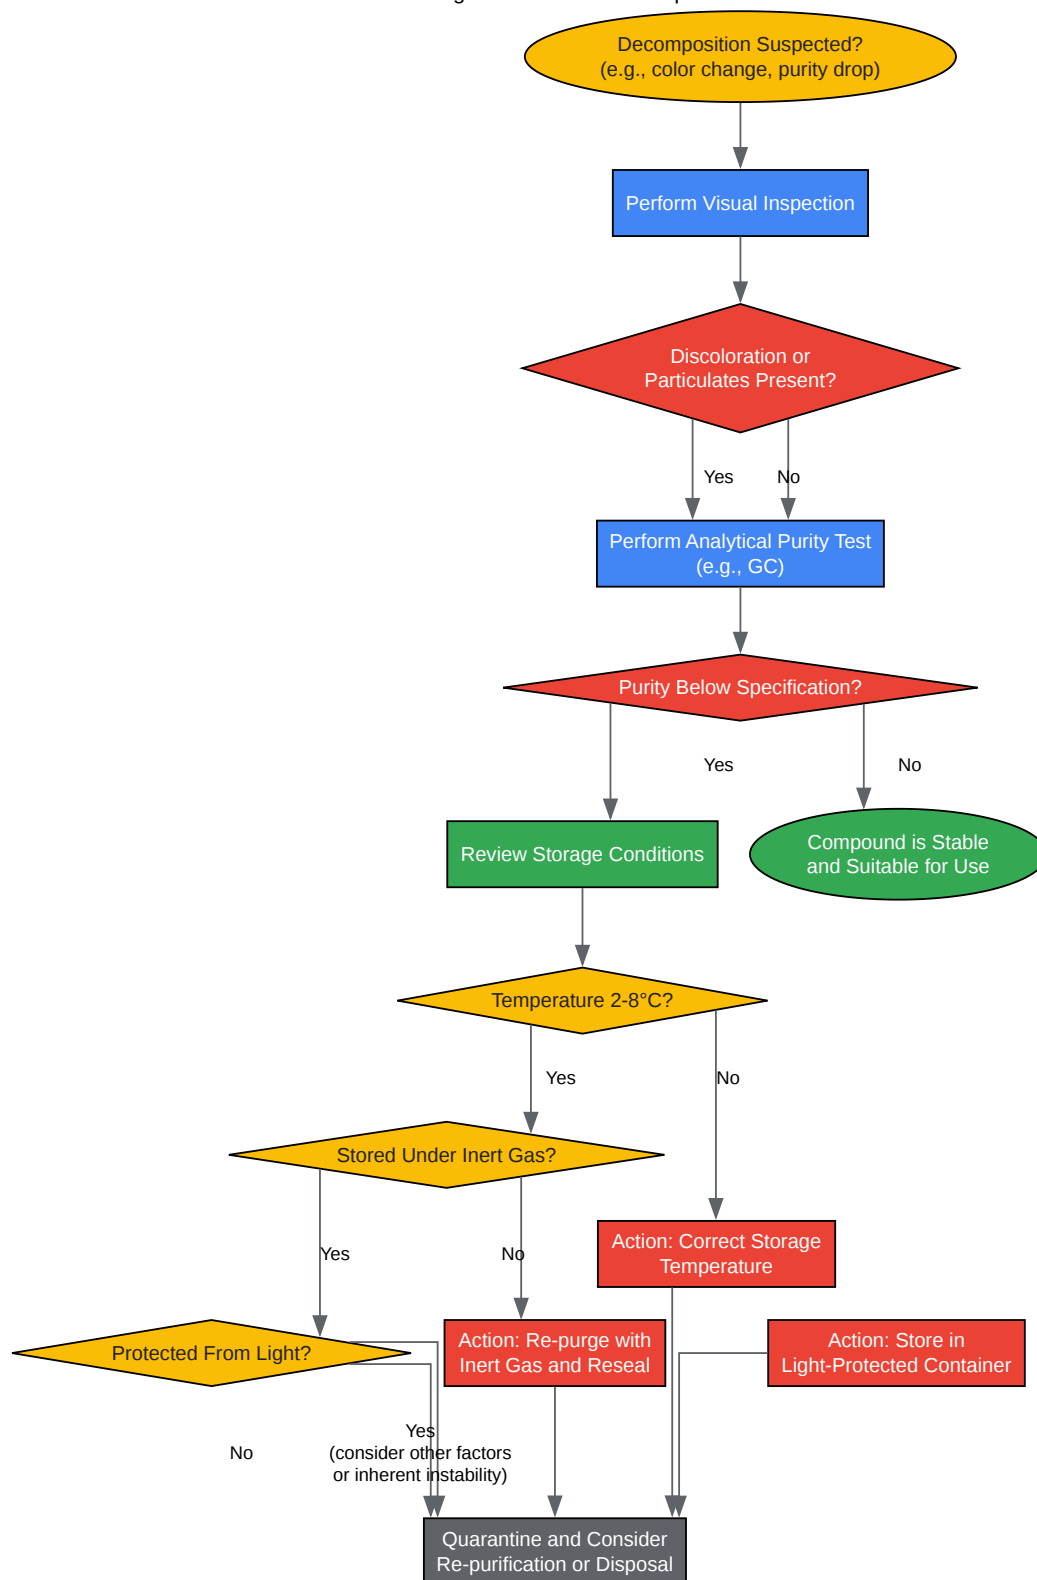 Decomposition Suspected?
(e.g., color change, purity drop)
Perform Visual Inspection
Discoloration or
Particulates Present?
Yes
No
Perform Analytical Purity Test
(e.g., GC)
Purity Below Specification?
Yes
No
Review Storage Conditions
Compound is Stable
and Suitable for Use
Temperature 2-8°C?
Yes
No
Stored Under Inert Gas?
Yes
No
Action: Correct Storage
Temperature
Protected From Light?
Action: Re-purge with
Inert Gas and Reseal
Action: Store in
Light-Protected Container
No
Yes
(consider other factors
or inherent instability)
Quarantine and Consider
Re-purification or Disposal